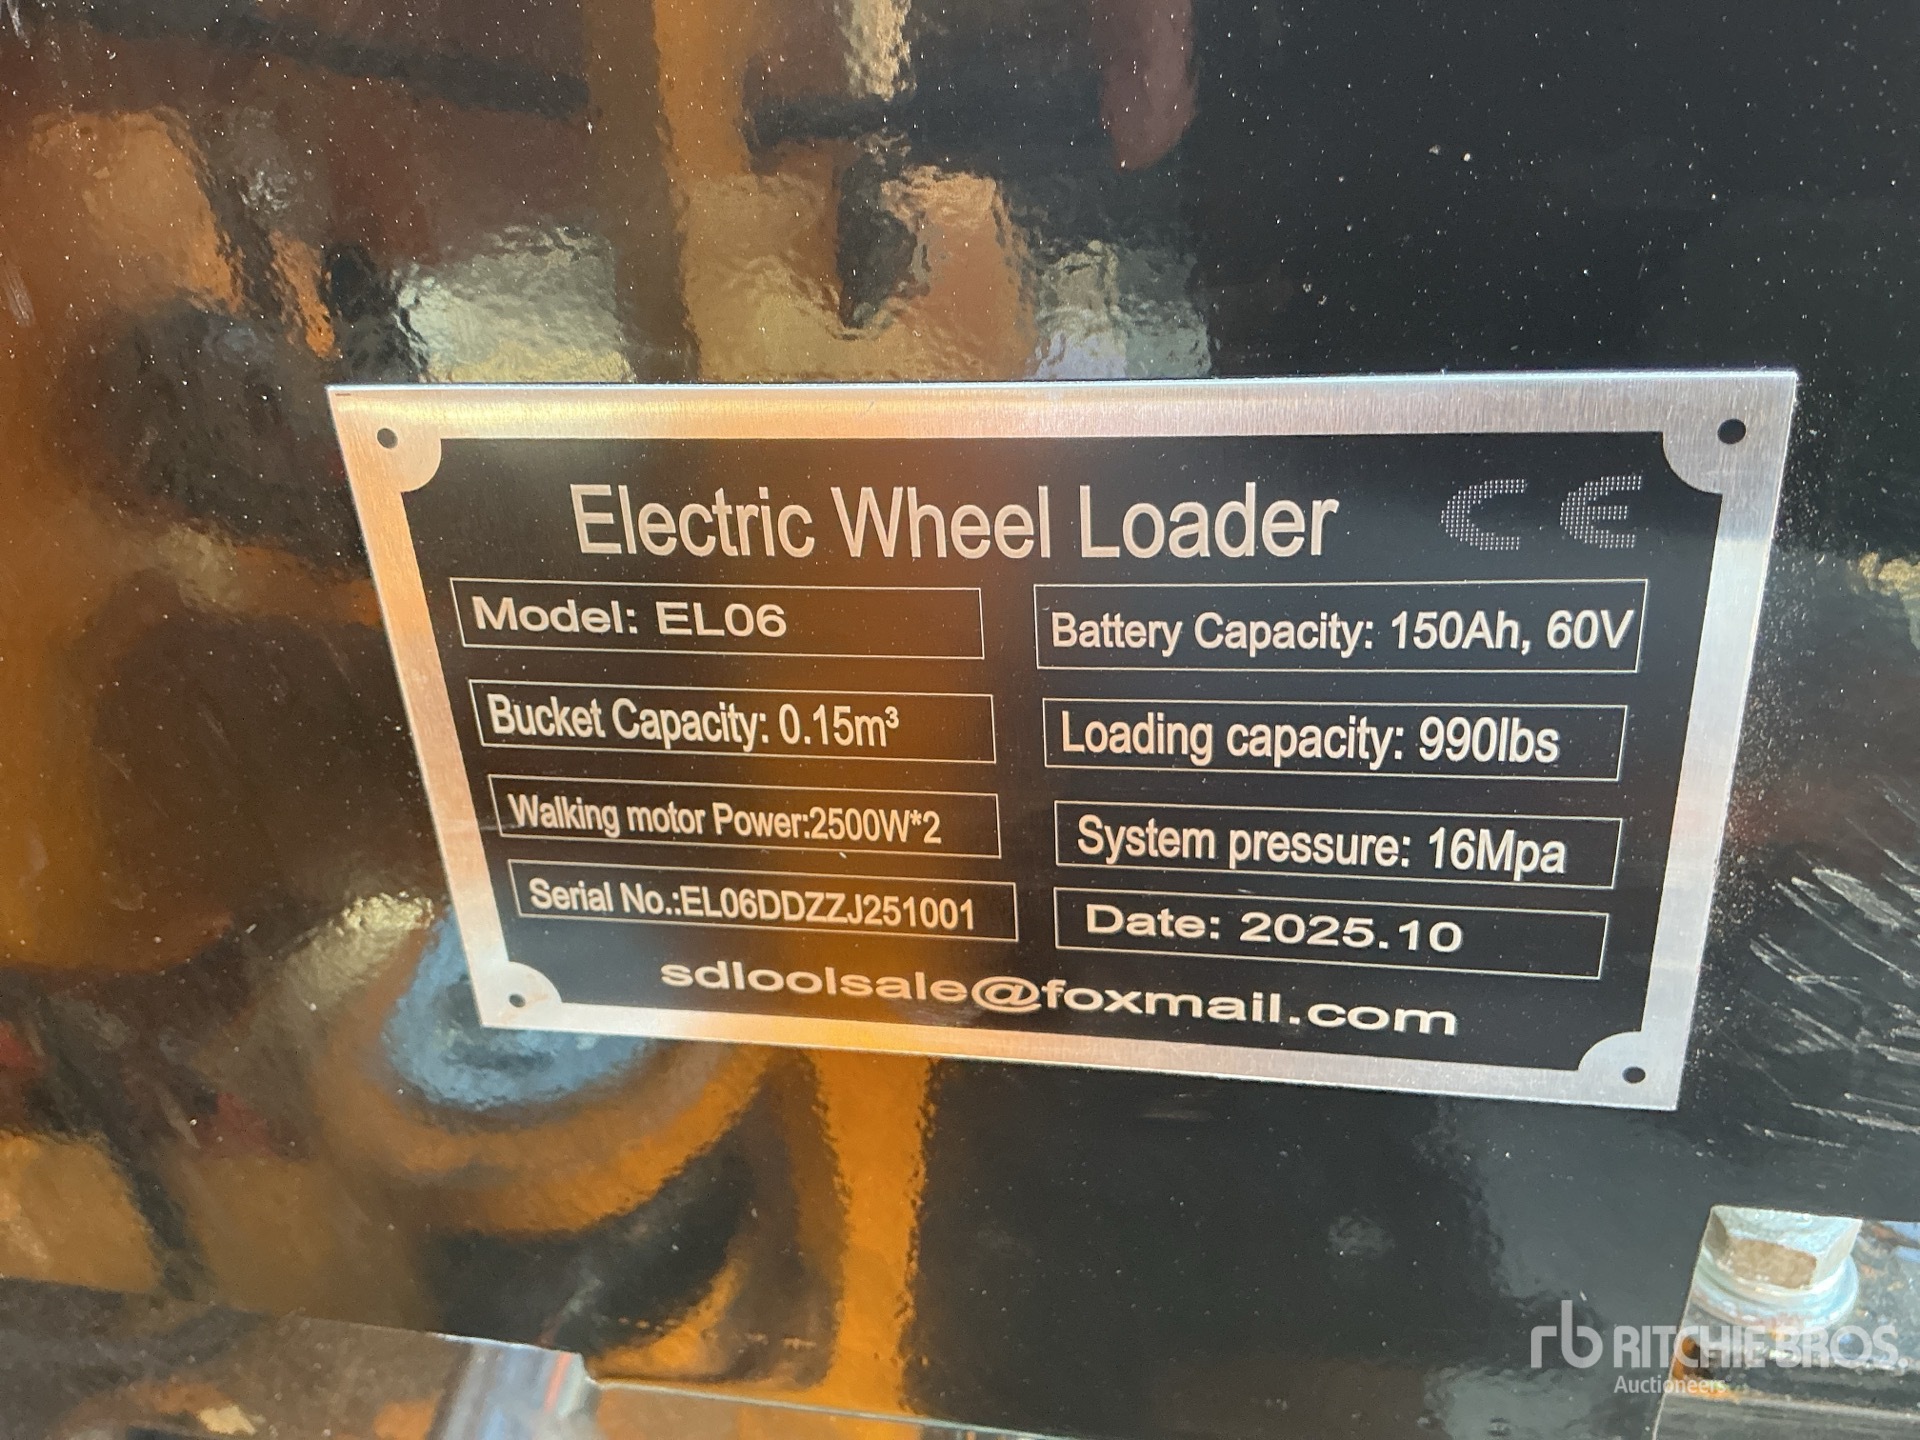 Electric Wheel Loader CE
Model: EL06
Battery Capacity: 150Ah, 60V
Bucket Capacity: 0.15m³
Loading capacity: 990lbs
Walking motor Power:2500W*2
System pressure: 16Mpa
Serial No.:EL06DDZZJ251001
Date: 2025.10
sdloolsale@foxmail.com
rb RITCHIE BROS.
Auctioneers